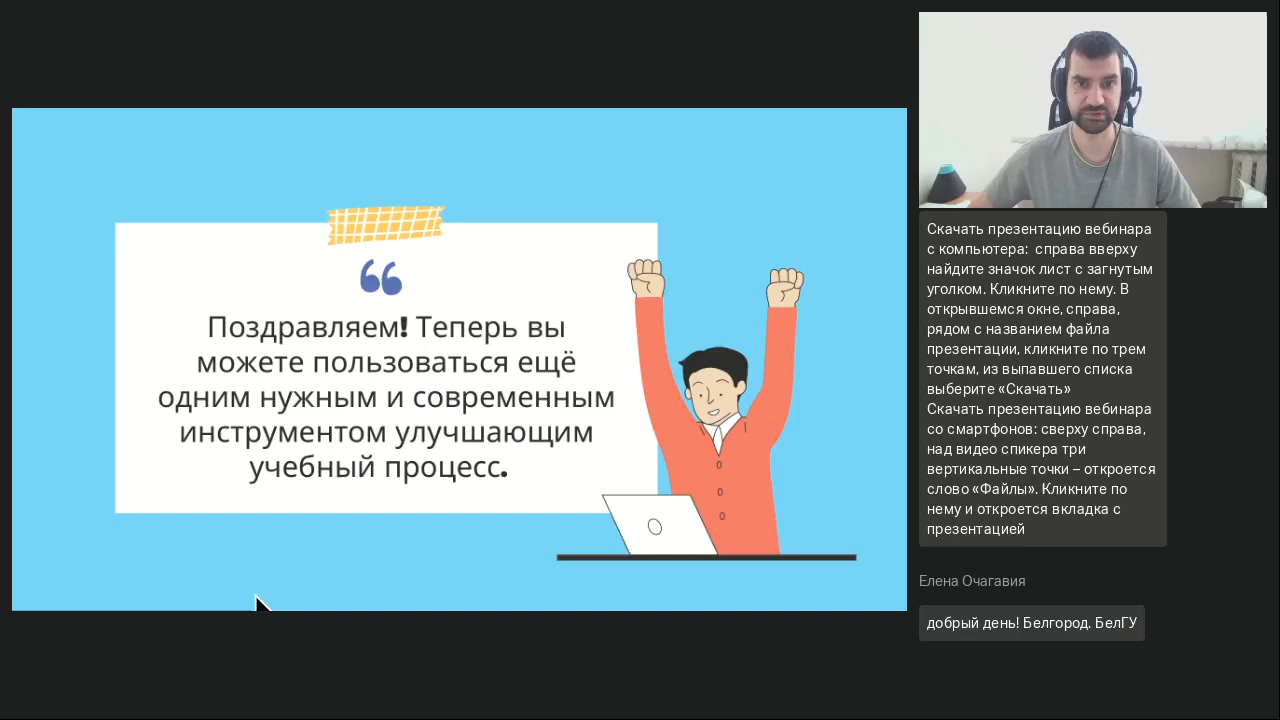 “
Поздравляем! Теперь вы
можете пользоваться ещё
одним нужным и современным
инструментом улучшающим
учебный процесс.
Скачать презентацию вебинара
с компьютера:  справа вверху
найдите значок лист с загнутым
уголком. Кликните по нему. В
открывшемся окне, справа,
рядом с названием файла
презентации, кликните по трем
точкам, из выпавшего списка
выберите «Скачать»
Скачать презентацию вебинара
со смартфонов: сверху справа,
над видео спикера три
вертикальные точки – откроется
слово «Файлы». Кликните по
нему и откроется вкладка с
презентацией
Елена Очагавия
добрый день! Белгород. БелГУ